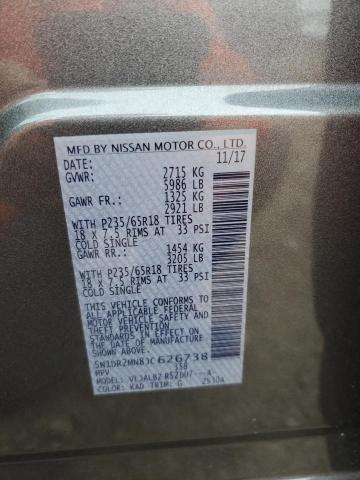 MFD BY NISSAN MOTOR CO., LTD.
DATE: 11/17
GVWR: 2715 KG
5986 LB
GAWR FR.: 1325 KG
2921 LB
WITH P235/65R18 TIRES
18 X 7.5 RIMS AT 33 PSI
COLD SINGLE
GAWR RR.: 1454 KG
3205 LB
WITH P235/65R18 TIRES
18 X 7.5 RIMS AT 33 PSI
COLD SINGLE
THIS VEHICLE CONFORMS TO
ALL APPLICABLE FEDERAL
MOTOR VEHICLE SAFETY AND
THEFT PREVENTION
STANDARDS IN EFFECT ON
THE DATE OF MANUFACTURE
SHOWN ABOVE.
626738
MPV 358
COLOR: KAD TRIM: G 25304